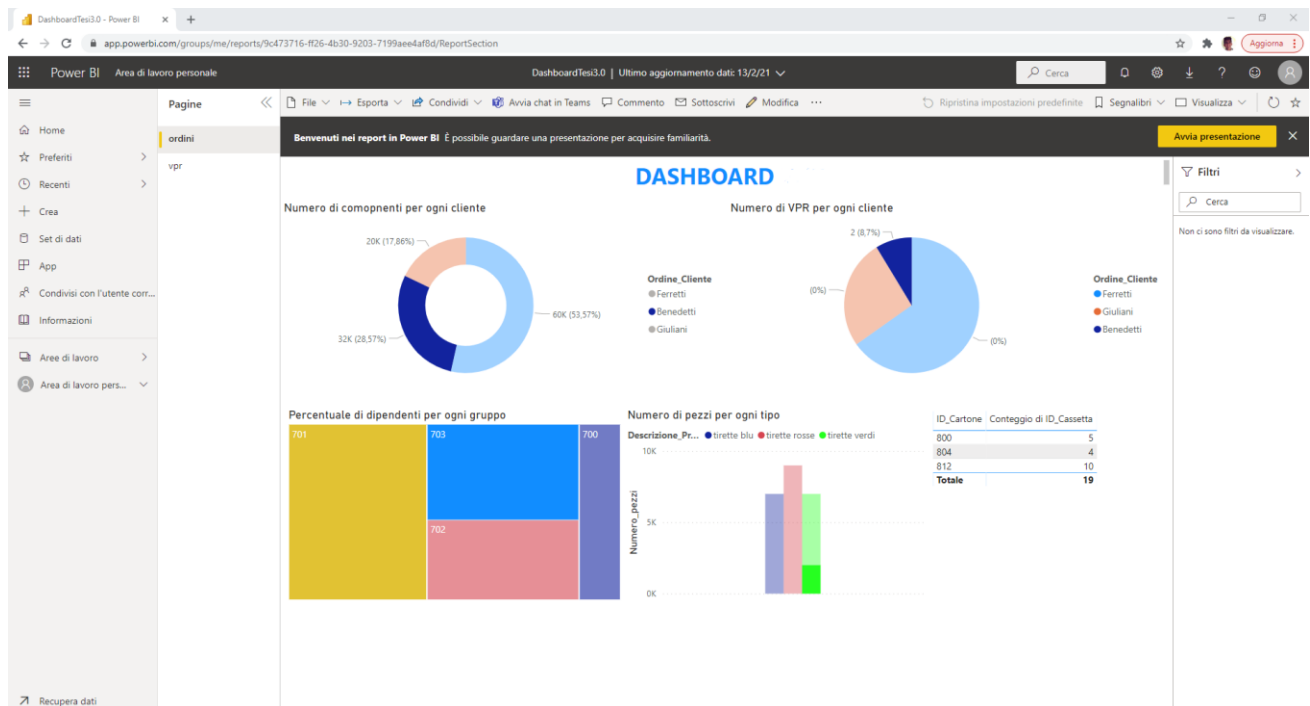 DashboardTesi3.0 - Power BI
app.powerbi.com/groups/me/reports/9c473716-ff26-4b30-9203-7199aee4af8d/ReportSection
Aggiorna
Power BI Area di lavoro personale
DashboardTesi3.0 | Ultimo aggiornamento dati: 13/2/21
Cerca
Home
Preferiti
Recenti
Crea
Set di dati
App
Condivisi con l'utente corr...
Informazioni
Aree di lavoro
Area di lavoro pers...
Recupera dati
Pagine
ordini
vpr
File Esporta Condividi Avvia chat in Teams Commento Sottoscrivi Modifica ...
Ripristina impostazioni predefinite Segnalibri Visualizza
Benvenuti nei report in Power BI È possibile guardare una presentazione per acquisire familiarità.
Avvia presentazione
DASHBOARD
Numero di comopnenti per ogni cliente
20K (17,86%)
60K (53,57%)
32K (28,57%)
Ordine_Cliente
Ferretti
Benedetti
Giuliani
Numero di VPR per ogni cliente
2 (8,7%)
(0%)
(0%)
Ordine_Cliente
Ferretti
Giuliani
Benedetti
Percentuale di dipendenti per ogni gruppo
701
703
700
702
Numero di pezzi per ogni tipo
Descrizione_Pr... tirette blu tirette rosse tirette verdi
10K
5K
0K
Numero_pezzi
ID_Cartone Conteggio di ID_Cassetta
800 5
804 4
812 10
Totale 19
Filtri
Cerca
Non ci sono filtri da visualizzare.